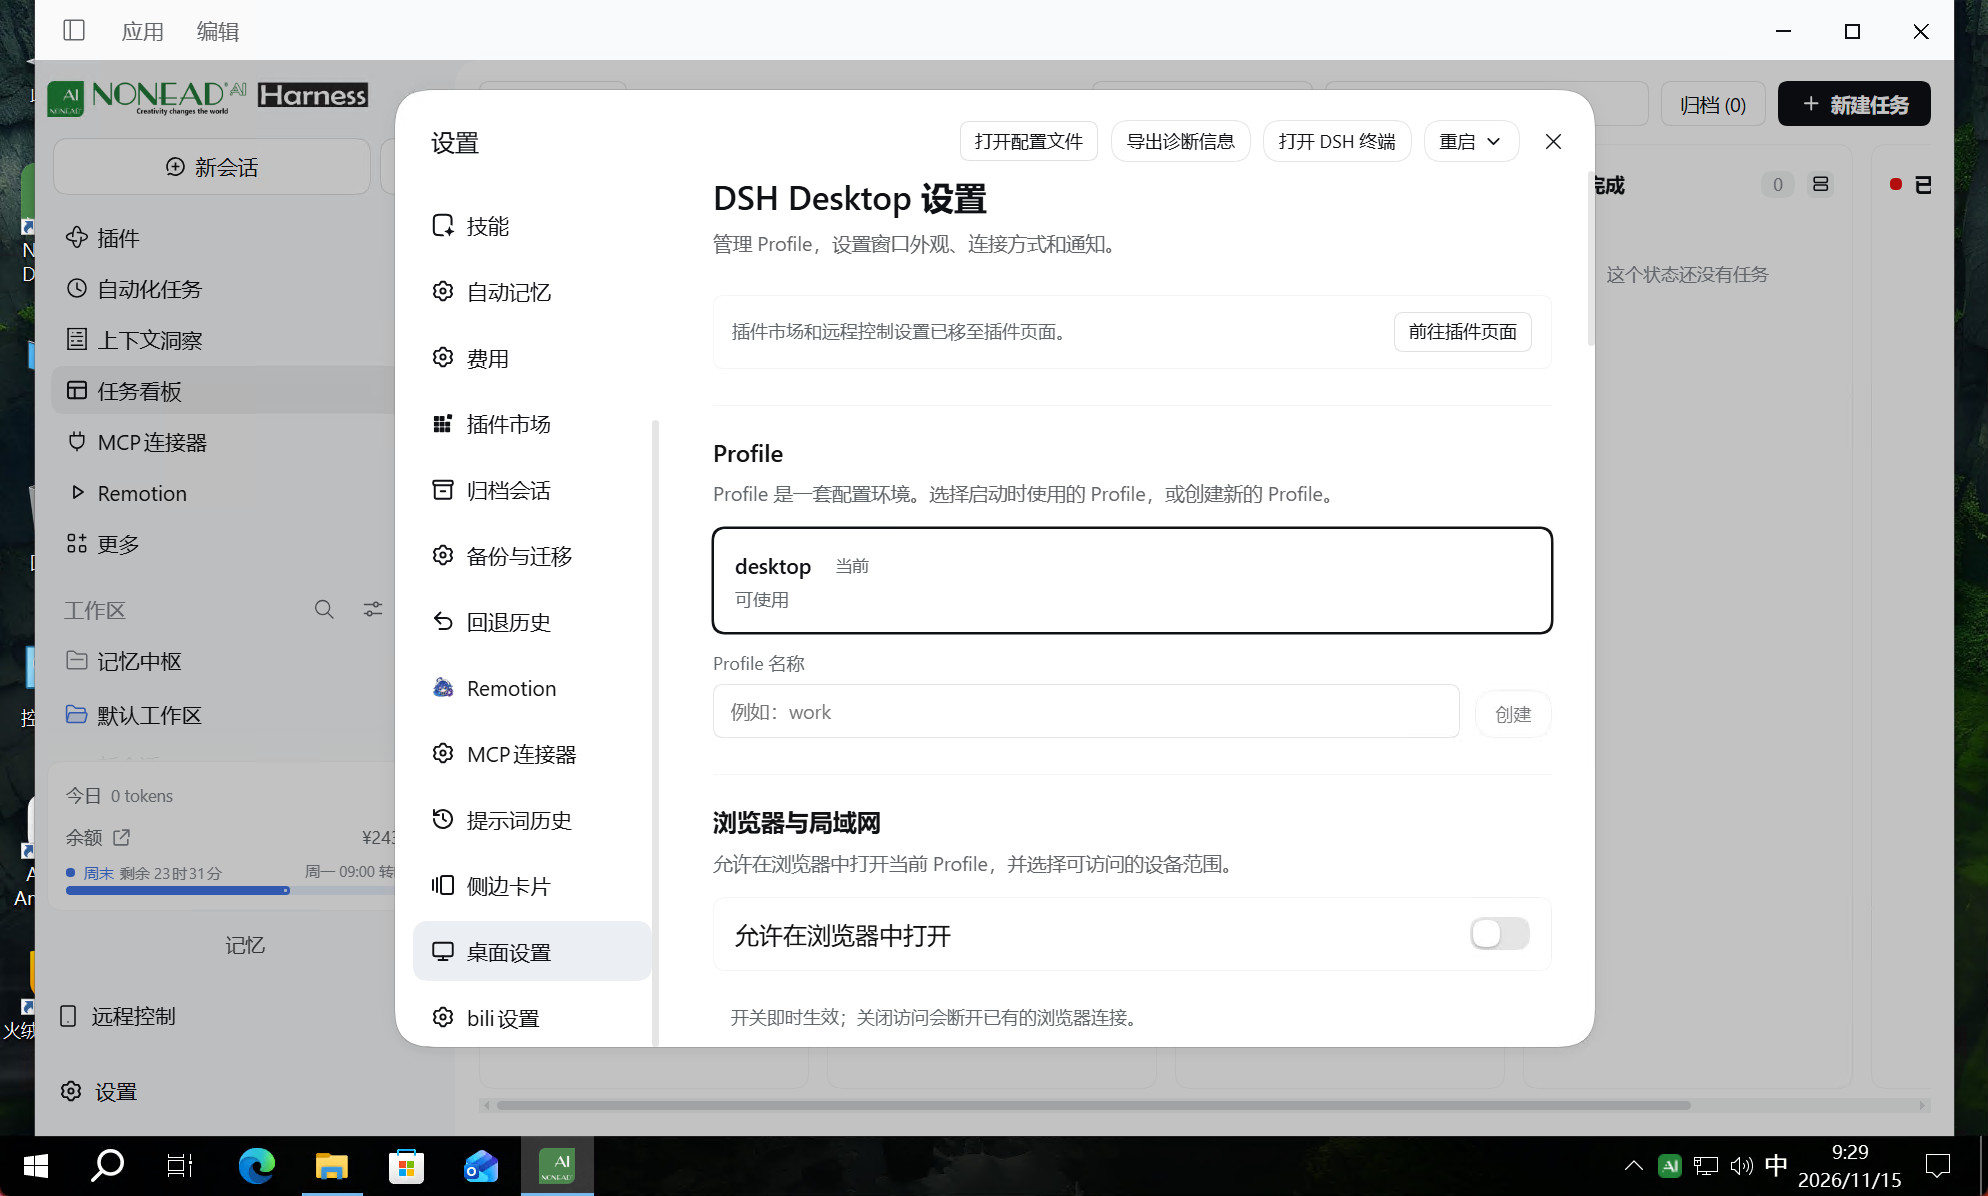 应用 编辑
AI NONEAD
NONEAD AI Harness
Creativity changes the world
归档 (0)
新建任务
新会话
插件
自动化任务
上下文洞察
任务看板
MCP 连接器
Remotion
更多
工作区
记忆中枢
默认工作区
今日 0 tokens
余额 ¥243
周末 剩余 23时31分 周一 09:00 转
记忆
远程控制
设置
设置
打开配置文件 导出诊断信息 打开 DSH 终端 重启
技能
自动记忆
费用
插件市场
归档会话
备份与迁移
回退历史
Remotion
MCP 连接器
提示词历史
侧边卡片
桌面设置
bili 设置
DSH Desktop 设置
管理 Profile，设置窗口外观、连接方式和通知。
插件市场和远程控制设置已移至插件页面。 前往插件页面
Profile
Profile 是一套配置环境。选择启动时使用的 Profile，或创建新的 Profile。
desktop 当前
可使用
Profile 名称
例如：work 创建
浏览器与局域网
允许在浏览器中打开当前 Profile，并选择可访问的设备范围。
允许在浏览器中打开
开关即时生效；关闭访问会断开已有的浏览器连接。
完成 0
这个状态还没有任务
火绒
AI NONEAD
AI
中
9:29
2026/11/15